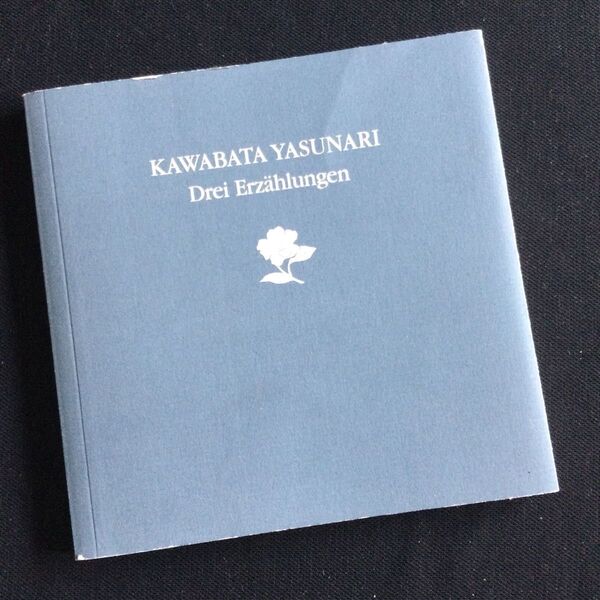 KAWABATA YASUNARI
Drei Erzählungen